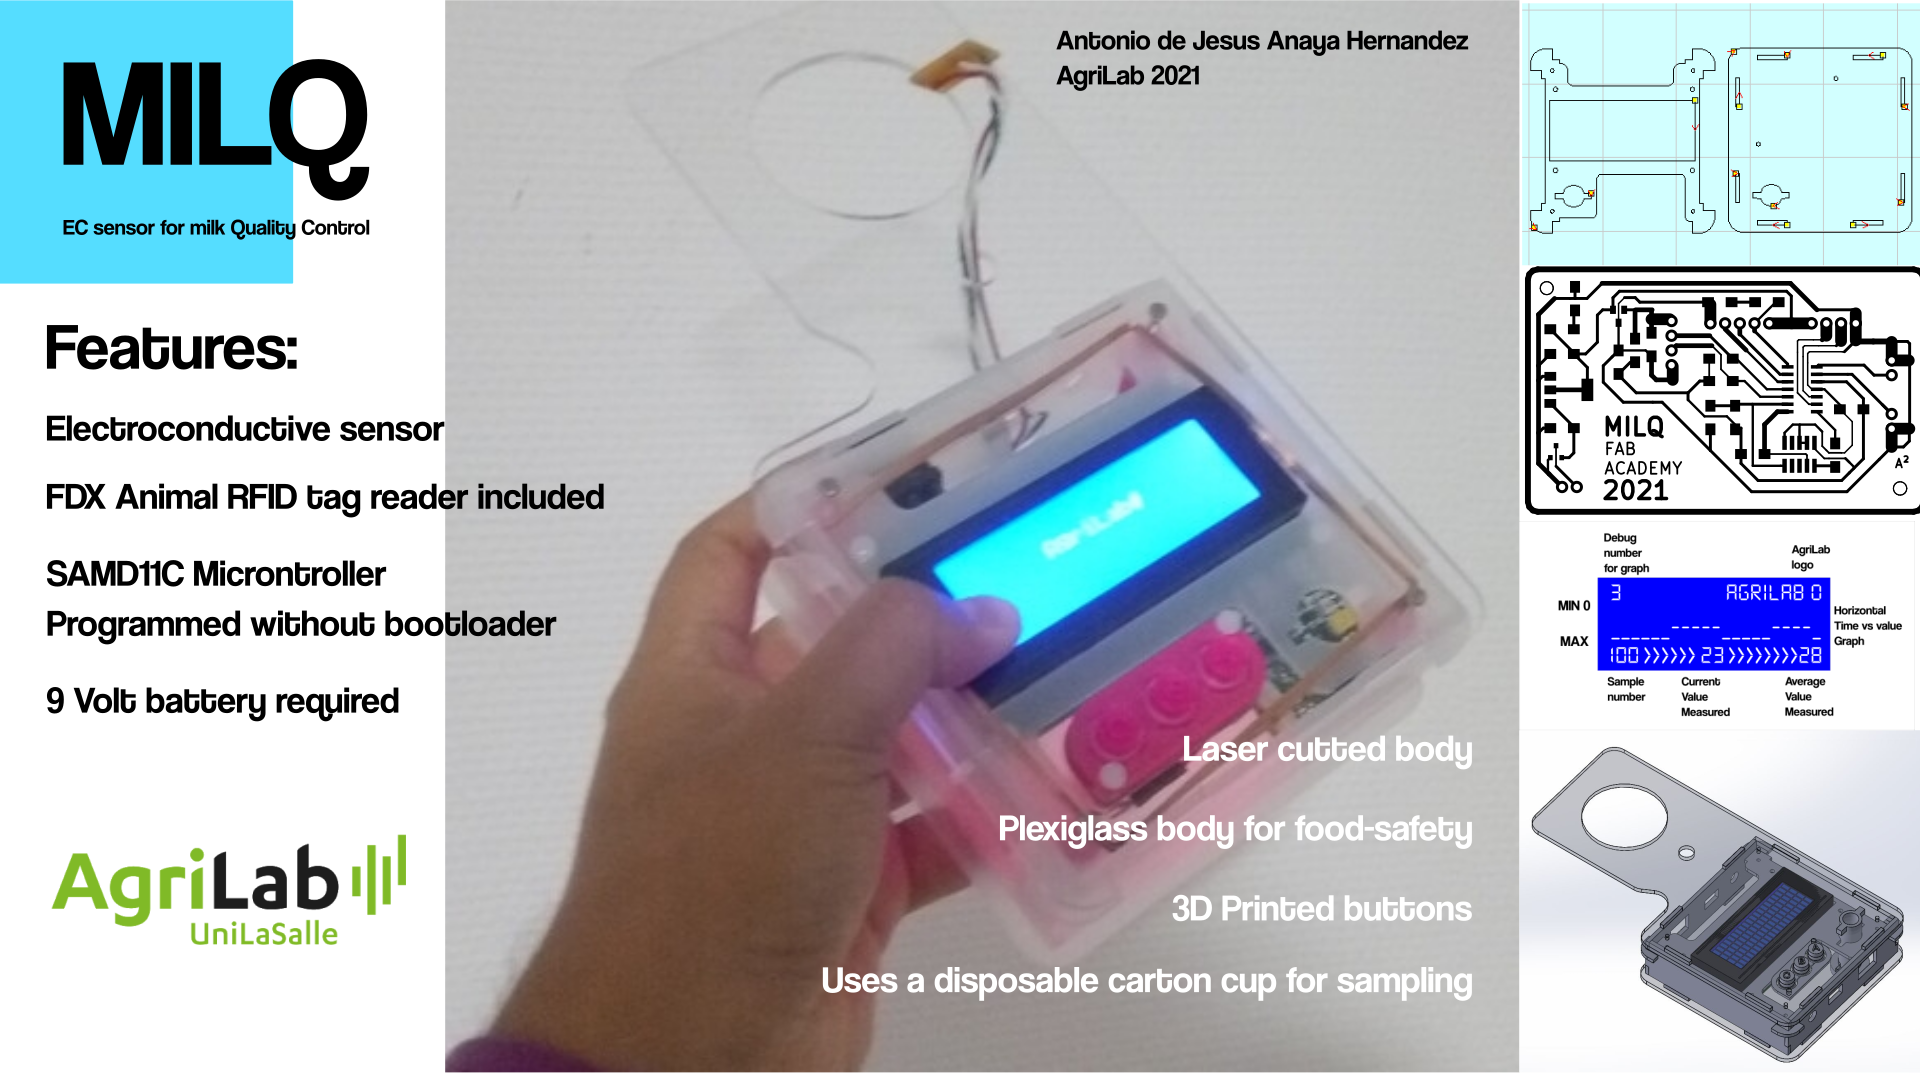 MILQ
EC sensor for milk Quality Control
Features:
Electroconductive sensor
FDX Animal RFID tag reader included
SAMD11C Microntroller
Programmed without bootloader
9 Volt battery required
AgriLab
UniLaSalle
Antonio de Jesus Anaya Hernandez
AgriLab 2021
AgriLab
Laser cutted body
Plexiglass body for food-safety
3D Printed buttons
Uses a disposable carton cup for sampling
MILQ
FAB
ACADEMY
2021
A²
Debug
number
for graph
AgriLab
logo
MIN 0
MAX
3 AGRILAB 0
100 >>>>>> 23 >>>>>>>>28
Horizontal
Time vs value
Graph
Sample
number
Current
Value
Measured
Average
Value
Measured